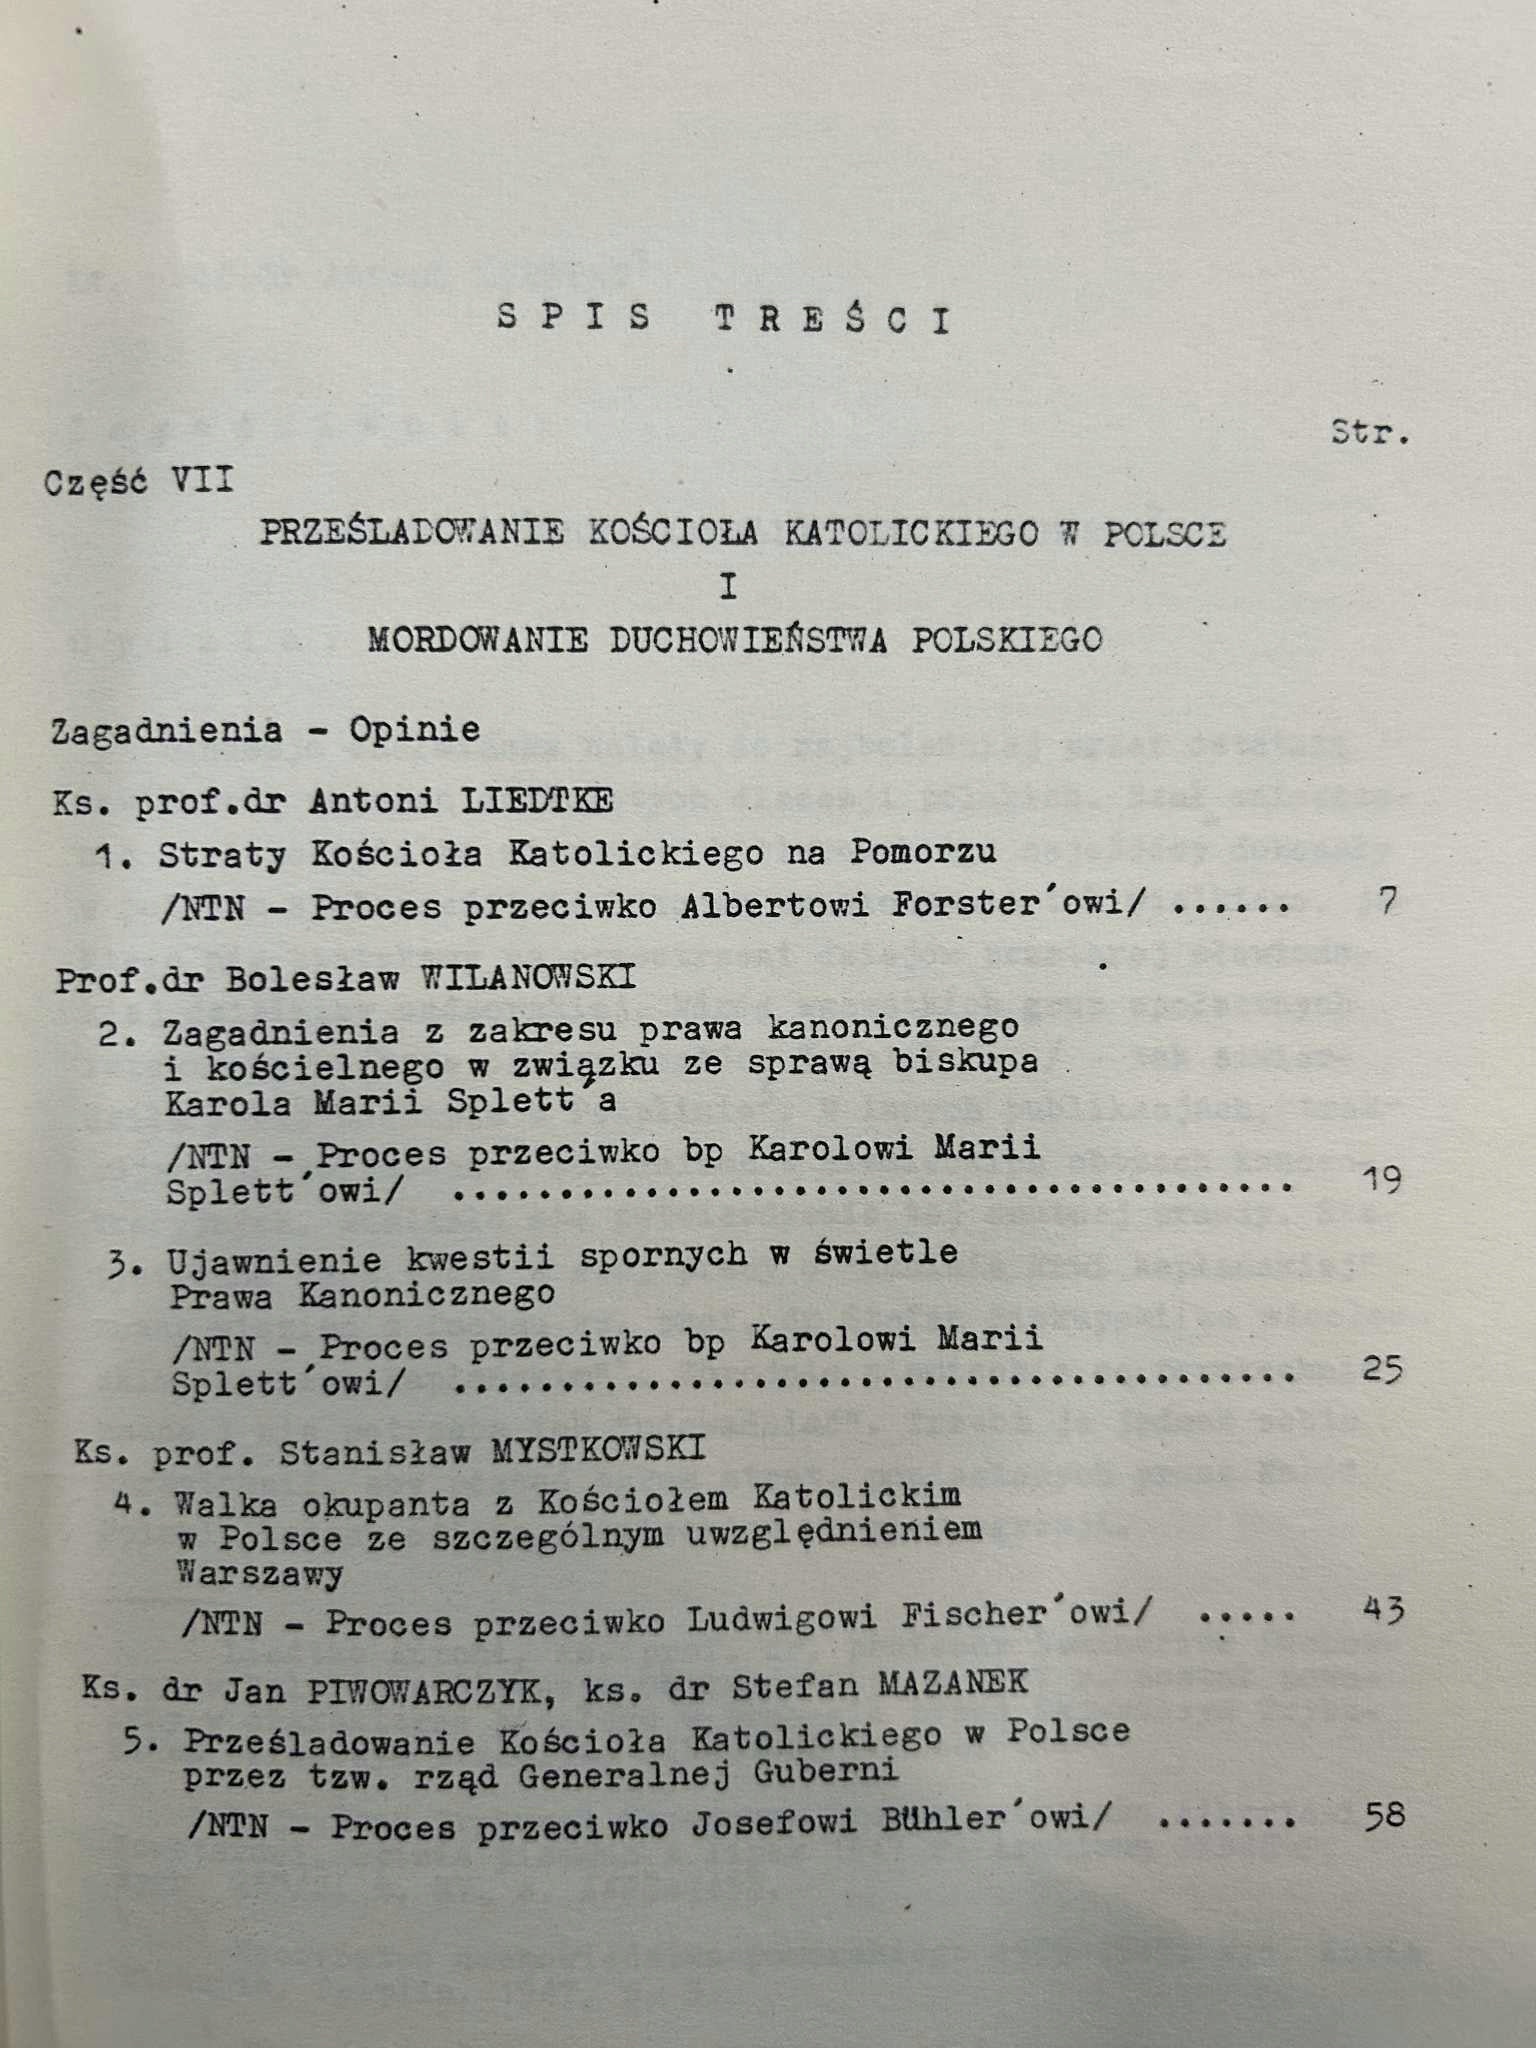 SPIS TREŚCI
Str.
Część VII
PRZEŚLADOWANIE KOŚCIOŁA KATOLICKIEGO W POLSCE
I
MORDOWANIE DUCHOWIEŃSTWA POLSKIEGO
Zagadnienia - Opinie
Ks. prof.dr Antoni LIEDTKE
1. Straty Kościoła Katolickiego na Pomorzu
/NTN - Proces przeciwko Albertowi Forster´owi/ ...... 7
Prof.dr Bolesław WILANOWSKI
2. Zagadnienia z zakresu prawa kanonicznego
i kościelnego w związku ze sprawą biskupa
Karola Marii Splett´a
/NTN - Proces przeciwko bp Karolowi Marii
Splett´owi/ ........................................ 19
3. Ujawnienie kwestii spornych w świetle
Prawa Kanonicznego
/NTN - Proces przeciwko bp Karolowi Marii
Splett´owi/ ........................................ 25
Ks. prof. Stanisław MYSTKOWSKI
4. Walka okupanta z Kościołem Katolickim
w Polsce ze szczególnym uwzględnieniem
Warszawy
/NTN - Proces przeciwko Ludwigowi Fischer´owi/ ..... 43
Ks. dr Jan PIWOWARCZYK, ks. dr Stefan MAZANEK
5. Prześladowanie Kościoła Katolickiego w Polsce
przez tzw. rząd Generalnej Guberni
/NTN - Proces przeciwko Josefowi Bühler´owi/ ....... 58